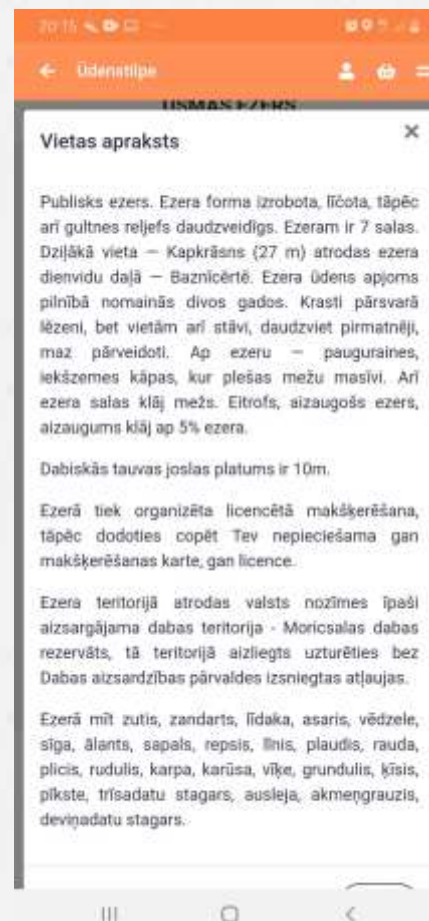 20:15
Ūdenstilpe
USMAS EZERS
Vietas apraksts
Publisks ezers. Ezera forma izrobota, līčota, tāpēc
arī gultnes reljefs daudzveidīgs. Ezeram ir 7 salas.
Dziļākā vieta — Kapkrāsns (27 m) atrodas ezera
dienvidu daļā — Baznīcērtē. Ezera ūdens apjoms
pilnībā nomainās divos gados. Krasti pārsvarā
lēzeni, bet vietām arī stāvi, daudzviet pirmatnēji,
maz pārveidoti. Ap ezeru — pauguraines,
iekšzemes kāpas, kur plešas mežu masīvi. Arī
ezera salas klāj mežs. Eitrofs, aizaugošs ezers,
aizaugums klāj ap 5% ezera.
Dabiskās tauvas joslas platums ir 10m.
Ezerā tiek organizēta licencētā makšķerēšana,
tāpēc dodoties copēt Tev nepieciešama gan
makšķerēšanas karte, gan licence.
Ezera teritorijā atrodas valsts nozīmes īpaši
aizsargājama dabas teritorija - Moricsalas dabas
rezervāts, tā teritorijā aizliegts uzturēties bez
Dabas aizsardzības pārvaldes izsniegtas atļaujas.
Ezerā mīt zutis, zandarts, līdaka, asaris, vēdzele,
sīga, ālants, sapals, repsis, līnis, plaudis, rauda,
plicis, rudulis, karpa, karūsa, vīķe, grundulis, ķīsis,
pīkste, trīsadatu stagars, ausleja, akmeņgrauzis,
deviņadatu stagars.